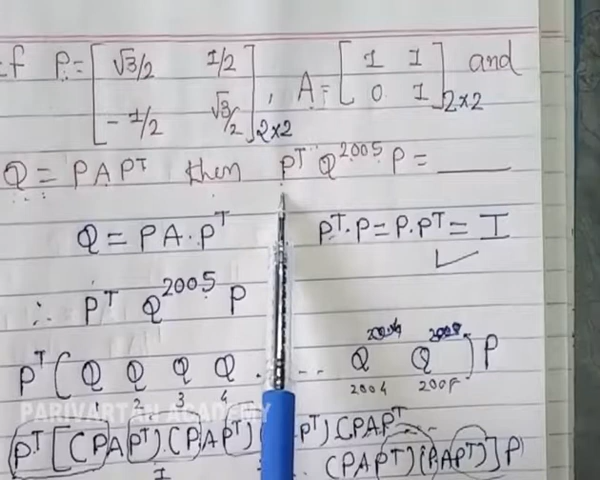 If P = [ √3/2 1/2 ; -1/2 √3/2 ]2×2 , A = [ 1 1 ; 0 1 ]2×2 and
Q = PAPᵀ then Pᵀ Q²⁰⁰⁵ P = ____
Q = PA·Pᵀ Pᵀ·P = P·Pᵀ = I
∴ Pᵀ Q²⁰⁰⁵ P
Pᵀ ( Q Q Q Q · ... Q Q ) P
2 3 4 2004 2005
PARIVARTAN ACADEMY
Pᵀ [ (PAPᵀ)·(PAPᵀ) ( Pᵀ) (PAPᵀ
I (PAPᵀ)(PAPᵀ)] P